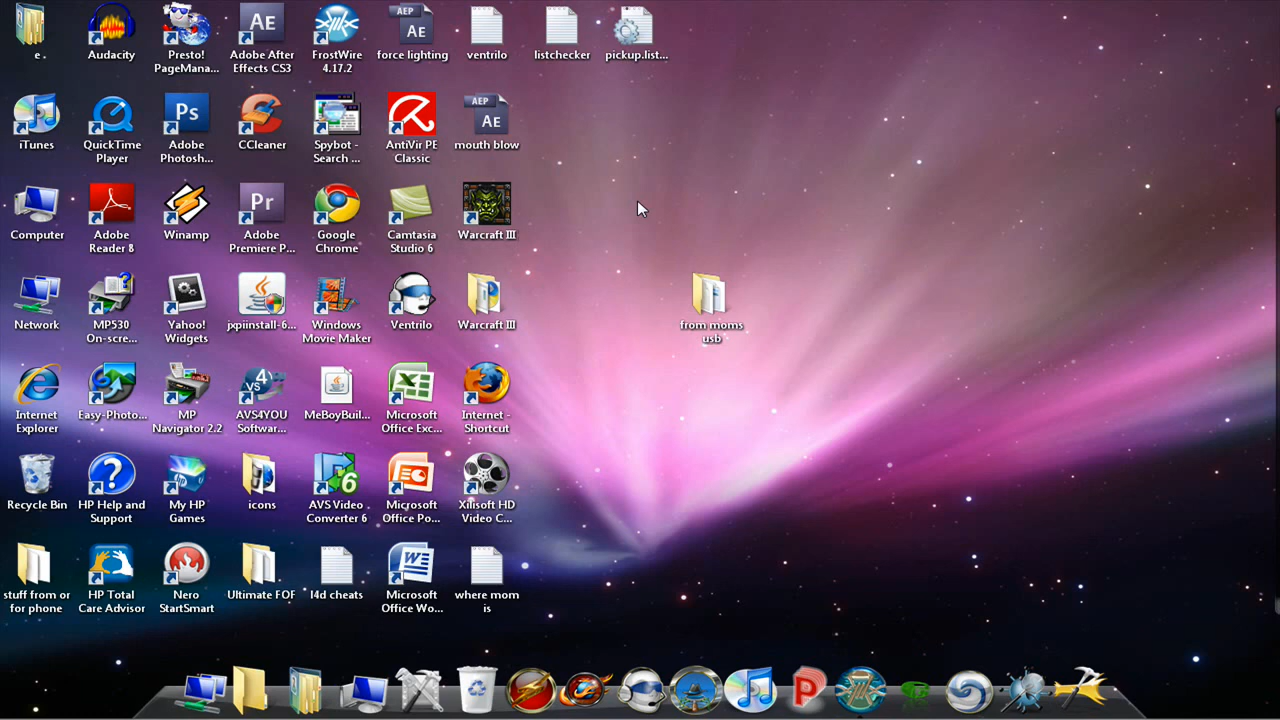 e .
Audacity
Presto!
PageMana...
Adobe After
Effects CS3
FrostWire
4.17.2
AEP
AE
force lighting
ventrilo
listchecker
pickup.list...
iTunes
QuickTime
Player
Ps
Adobe
Photosh...
CCleaner
Spybot -
Search ...
AntiVir PE
Classic
AEP
AE
mouth blow
Computer
Adobe
Reader 8
Winamp
Pr
Adobe
Premiere P...
Google
Chrome
Camtasia
Studio 6
Warcraft III
Network
MP530
On-scre...
Yahoo!
Widgets
jxpiinstall-6...
Windows
Movie Maker
Ventrilo
Warcraft III
from moms
usb
Internet
Explorer
Easy-Photo...
MP
Navigator 2.2
AVS4YOU
Softwar...
MeBoyBuil...
Microsoft
Office Exc...
Internet -
Shortcut
Recycle Bin
HP Help and
Support
My HP
Games
icons
AVS Video
Converter 6
Microsoft
Office Po...
Xilisoft HD
Video C...
stuff from or
for phone
HP Total
Care Advisor
Nero
StartSmart
Ultimate FOF
l4d cheats
Microsoft
Office Wo...
where mom
is